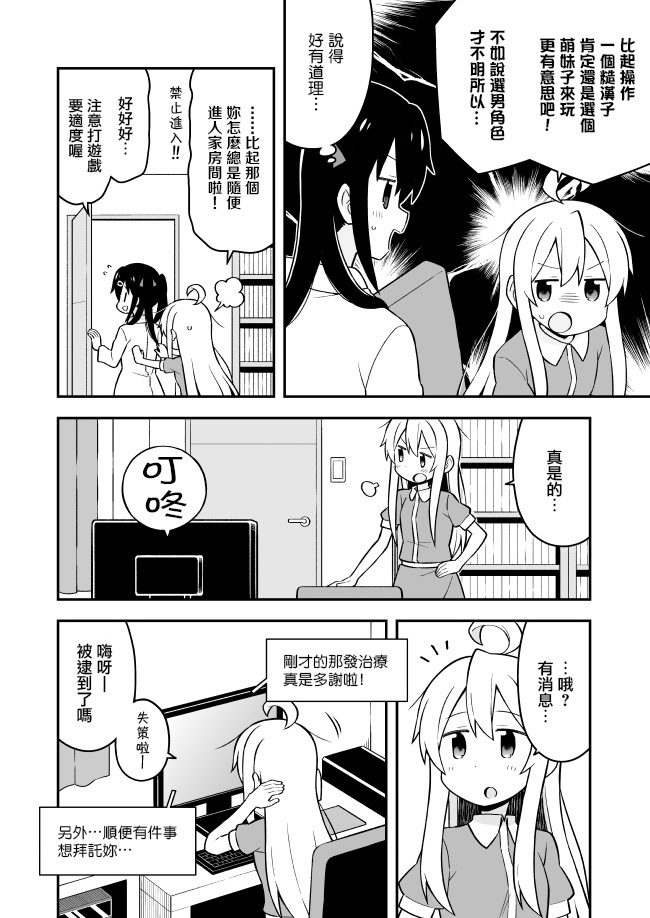 比起操作
一個糙漢子
肯定還是選個
萌妹子來玩
更有意思吧！
不如說選男角色
才不明所以…
說得
好有道理…
……比起那個
妳怎麼總是隨便
進人家房間啦！
禁止進入!!
好好好…
注意打遊戲
要適度喔
真是的…
叮咚
…哦？
有消息…
剛才的那發治療
真是多謝啦！
嗨呀ー
被逮到了嗎
失策啦ー
另外…順便有件事
想拜託妳…